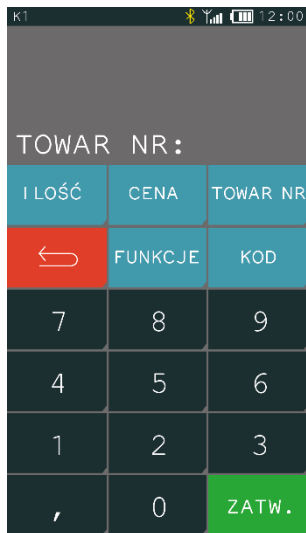 K1 12:00
TOWAR NR:
ILOŚĆ CENA TOWAR NR
FUNKCJE KOD
7 8 9
4 5 6
1 2 3
, 0 ZATW.